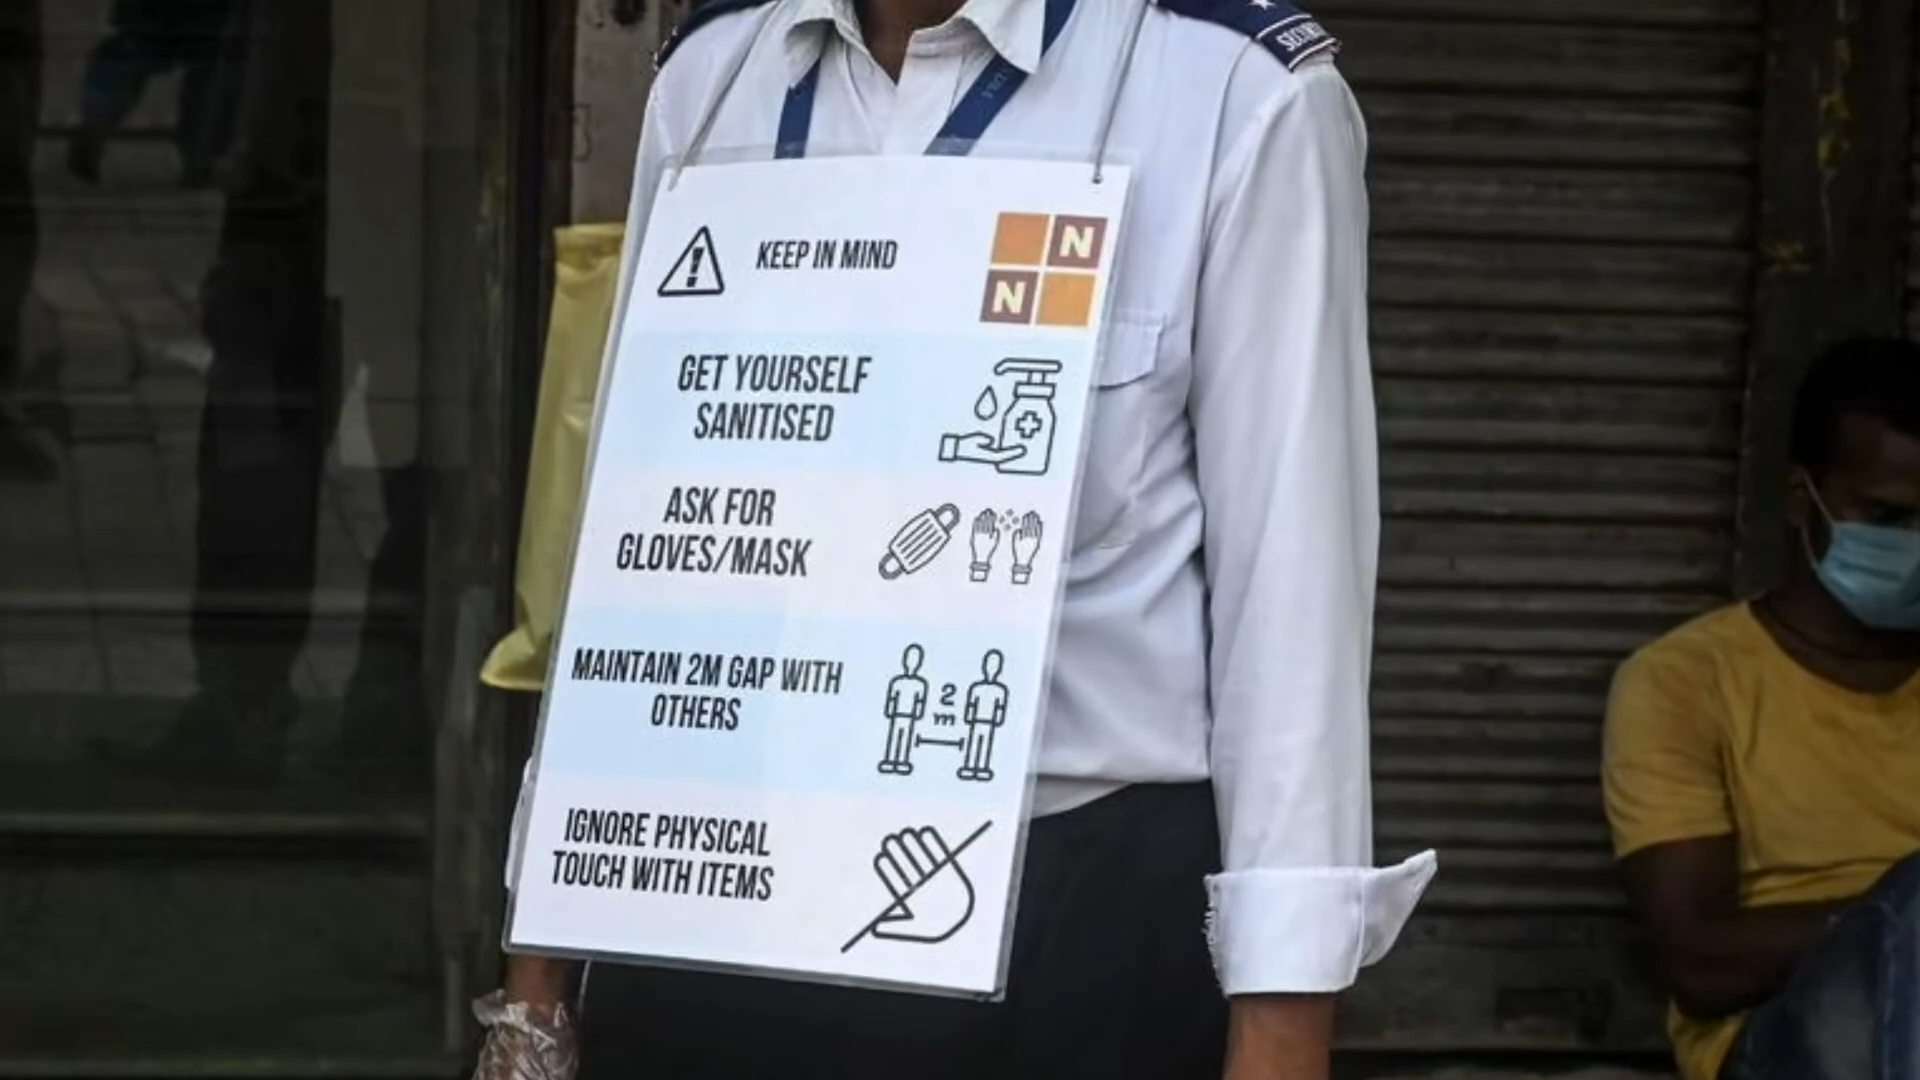 SECURITY
KEEP IN MIND
N
N
GET YOURSELF
SANITISED
ASK FOR
GLOVES/MASK
MAINTAIN 2M GAP WITH
OTHERS
2
m
IGNORE PHYSICAL
TOUCH WITH ITEMS